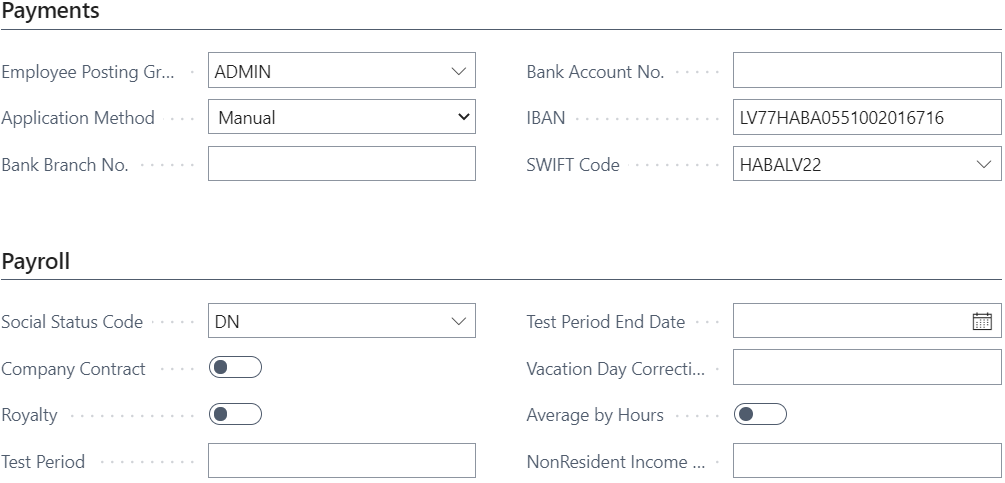 Payments
Employee Posting Gr... ADMIN
Bank Account No.
Application Method Manual
IBAN LV77HABA0551002016716
Bank Branch No.
SWIFT Code HABALV22
Payroll
Social Status Code DN
Test Period End Date
Company Contract
Vacation Day Correcti...
Royalty
Average by Hours
Test Period
NonResident Income ...